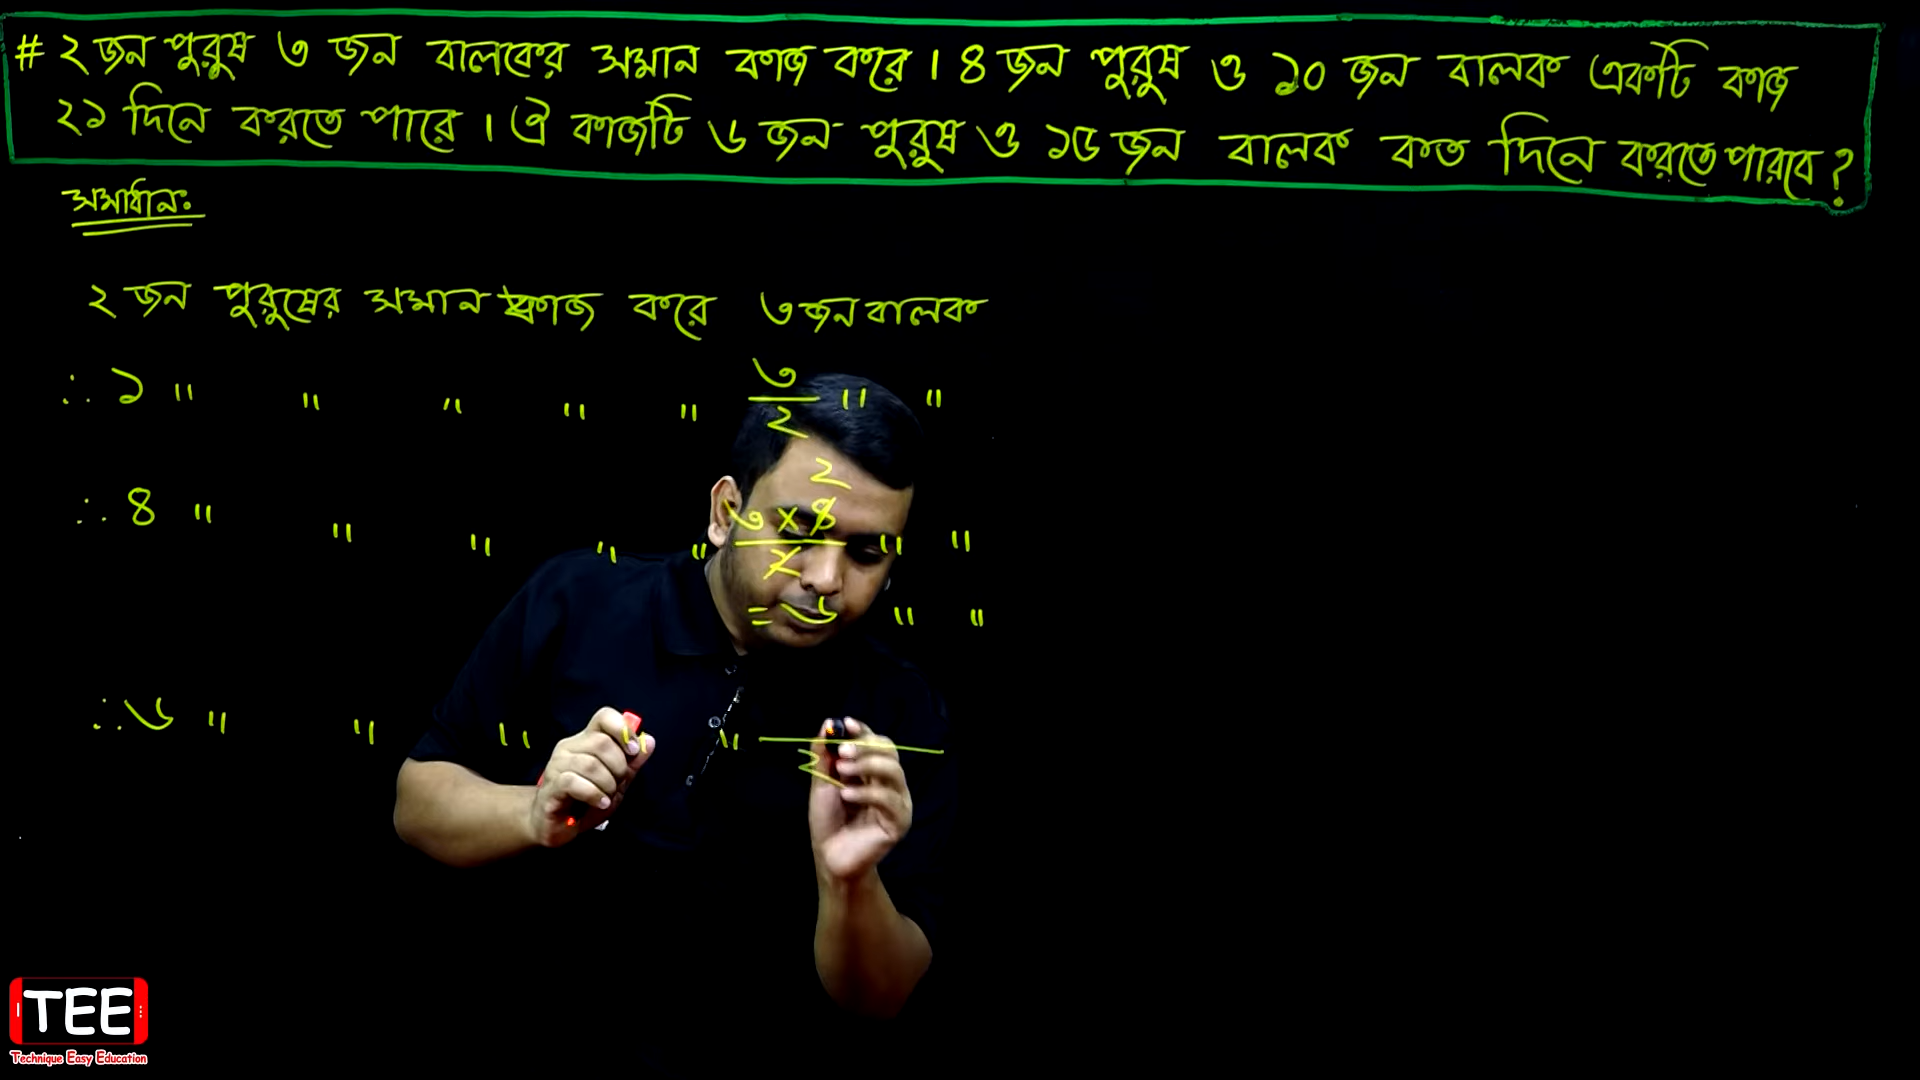 # ২ জন পুরুষ ৩ জন বালকের সমান কাজ করে । ৪ জন পুরুষ ও ১০ জন বালক একটি কাজ
২১ দিনে করতে পারে । ঐ কাজটি ৬ জন পুরুষ ও ১৫ জন বালক কত দিনে করতে পারবে ?
সমাধানঃ
২ জন পুরুষের সমান কাজ করে ৩ জন বালক
∴ ১ " " " " " ৩/২ " "
২
∴ ৪ " " " " " ৩ × ৪/২ " "
= ৬ " "
∴ ৬ " " " " " /২
TEE
Technique Easy Education